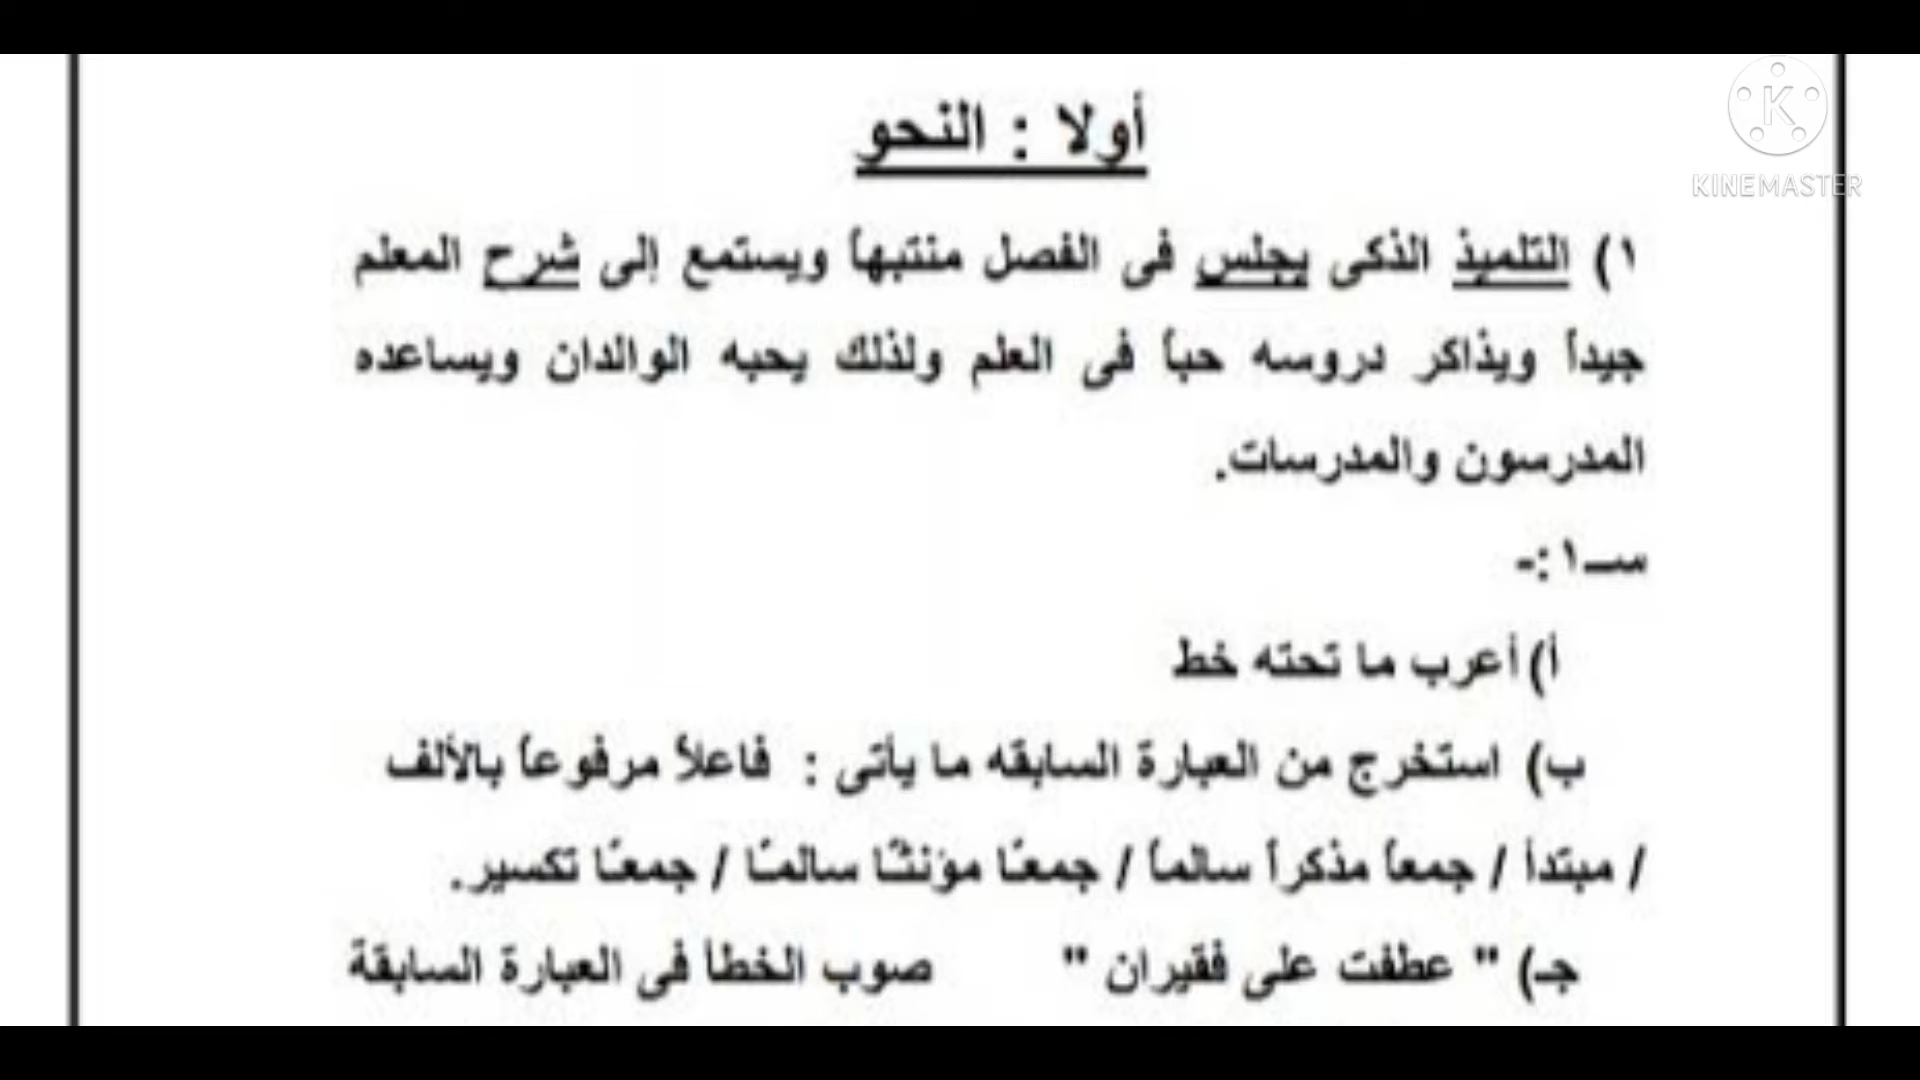 أولا : النحو
KINEMASTER
١) التلميذ الذكى يجلس فى الفصل منتبهاً ويستمع إلى شرح المعلم
جيداً ويذاكر دروسه حباً فى العلم ولذلك يحبه الوالدان ويساعده
المدرسون والمدرسات.
ســ١ :-
أ) أعرب ما تحته خط
ب) استخرج من العبارة السابقه ما يأتى : فاعلاً مرفوعاً بالألف
/ مبتدأ / جمعاً مذكراً سالماً / جمعًا مؤنثًا سالمًا / جمعًا تكسير.
جـ) " عطفت على فقيران " صوب الخطأ فى العبارة السابقة